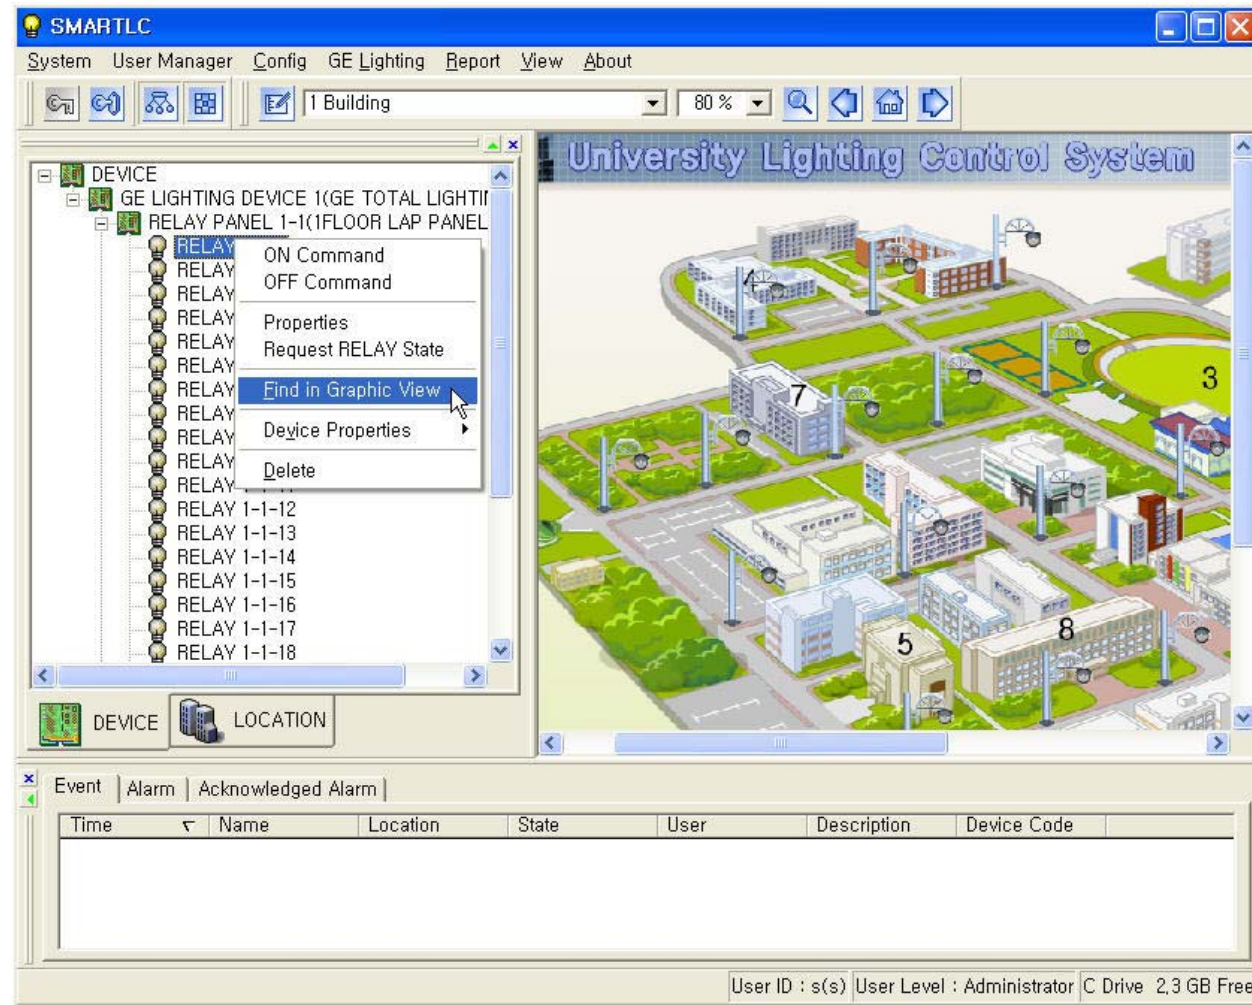 SMARTLC
System User Manager Config GE Lighting Report View About
1 Building 80 %
DEVICE
GE LIGHTING DEVICE 1(GE TOTAL LIGHTIN
RELAY PANEL 1-1(1FLOOR LAP PANEL
RELAY
RELAY
RELAY
RELAY
RELAY
RELAY
RELAY
RELAY
RELAY
RELAY
RELAY 1-1-11
RELAY 1-1-12
RELAY 1-1-13
RELAY 1-1-14
RELAY 1-1-15
RELAY 1-1-16
RELAY 1-1-17
RELAY 1-1-18
ON Command
OFF Command
Properties
Request RELAY State
Find in Graphic View
Device Properties
Delete
DEVICE LOCATION
University Lighting Control System
4
3
7
5
8
Event Alarm Acknowledged Alarm
Time Name Location State User Description Device Code
User ID : s(s) User Level : Administrator C Drive 2,3 GB Free